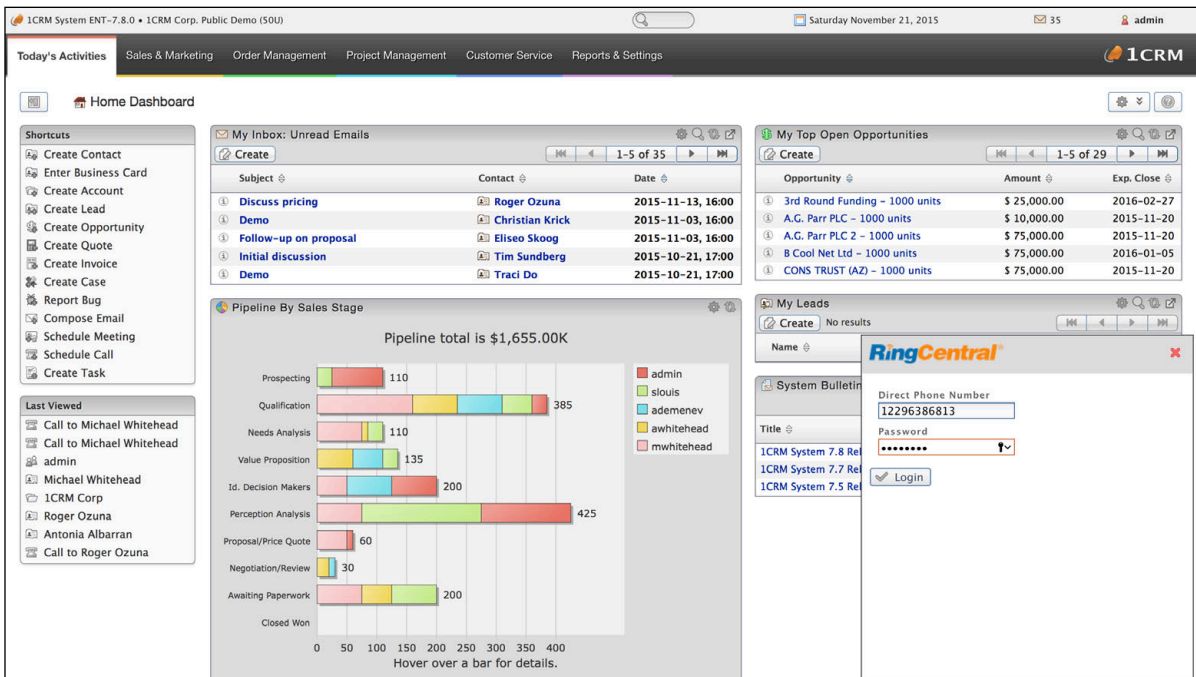 1CRM System ENT-7.8.0 • 1CRM Corp. Public Demo (50U)
Saturday November 21, 2015
35
admin
Today's Activities
Sales & Marketing
Order Management
Project Management
Customer Service
Reports & Settings
1CRM
Home Dashboard
Shortcuts
Create Contact
Enter Business Card
Create Account
Create Lead
Create Opportunity
Create Quote
Create Invoice
Create Case
Report Bug
Compose Email
Schedule Meeting
Schedule Call
Create Task
Last Viewed
Call to Michael Whitehead
Call to Michael Whitehead
admin
Michael Whitehead
1CRM Corp
Roger Ozuna
Antonia Albarran
Call to Roger Ozuna
My Inbox: Unread Emails
Create
1-5 of 35
Subject Contact Date
Discuss pricing Roger Ozuna 2015-11-13, 16:00
Demo Christian Krick 2015-11-03, 16:00
Follow-up on proposal Eliseo Skoog 2015-11-03, 16:00
Initial discussion Tim Sundberg 2015-10-21, 17:00
Demo Traci Do 2015-10-21, 17:00
Pipeline By Sales Stage
Pipeline total is $1,655.00K
Prospecting 110
Qualification 385
Needs Analysis 110
Value Proposition 135
Id. Decision Makers 200
Perception Analysis 425
Proposal/Price Quote 60
Negotiation/Review 30
Awaiting Paperwork 200
Closed Won
0 50 100 150 200 250 300 350 400
Hover over a bar for details.
admin
slouis
ademenev
awhitehead
mwhitehead
My Top Open Opportunities
Create
1-5 of 29
Opportunity Amount Exp. Close
3rd Round Funding - 1000 units $ 25,000.00 2016-02-27
A.G. Parr PLC - 1000 units $ 10,000.00 2015-11-20
A.G. Parr PLC 2 - 1000 units $ 75,000.00 2015-11-20
B Cool Net Ltd - 1000 units $ 75,000.00 2016-01-05
CONS TRUST (AZ) - 1000 units $ 75,000.00 2015-11-20
My Leads
Create No results
Name
System Bulletin
Title
1CRM System 7.8 Rel
1CRM System 7.7 Rel
1CRM System 7.5 Rel
RingCentral®
Direct Phone Number
12296386813
Password
••••••••
Login